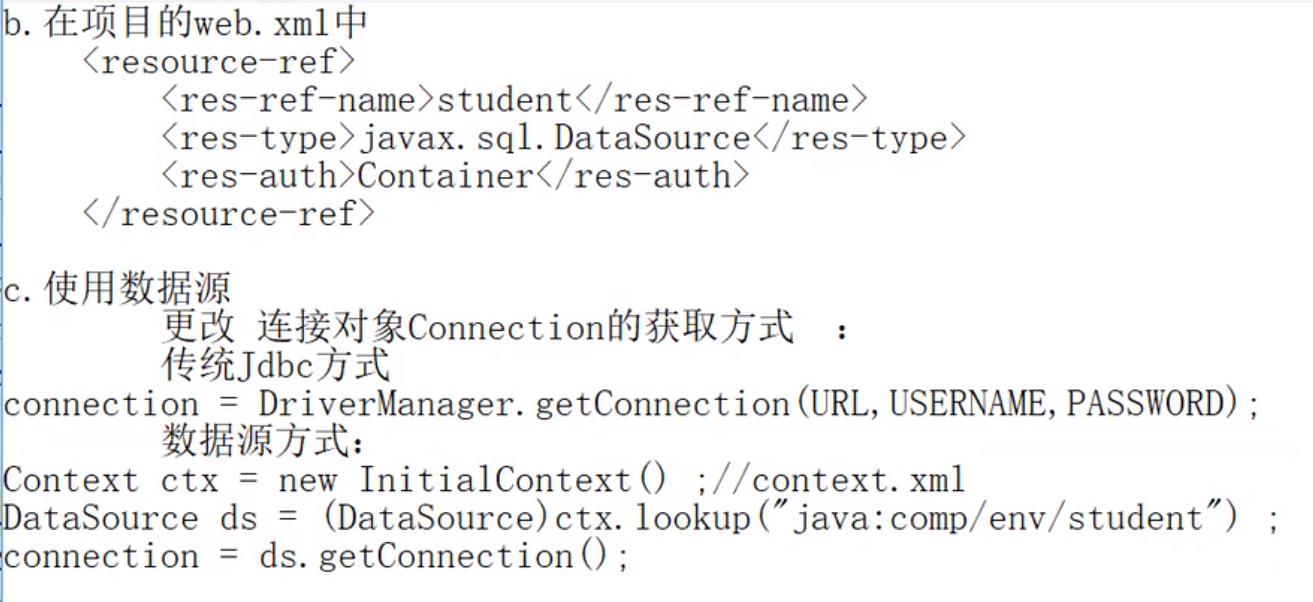 b.在项目的web.xml中
<resource-ref>
<res-ref-name>student</res-ref-name>
<res-type>javax.sql.DataSource</res-type>
<res-auth>Container</res-auth>
</resource-ref>
c.使用数据源
更改 连接对象Connection的获取方式 ：
传统Jdbc方式
connection = DriverManager.getConnection(URL,USERNAME,PASSWORD);
数据源方式：
Context ctx = new InitialContext() ;//context.xml
DataSource ds = (DataSource)ctx.lookup("java:comp/env/student") ;
connection = ds.getConnection();